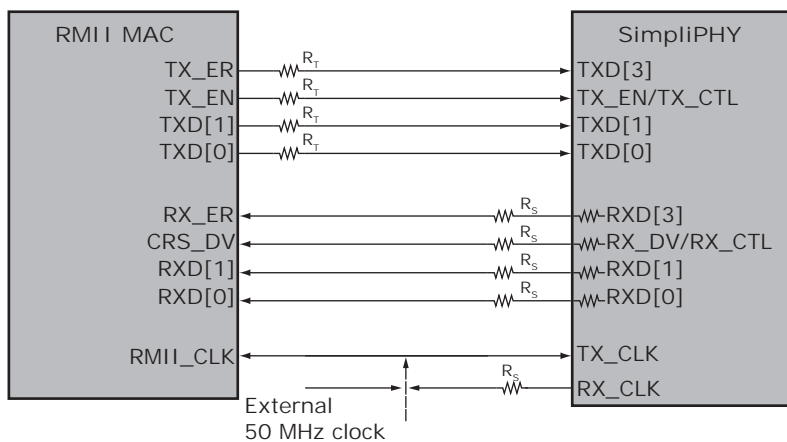 RMII MAC
SimpliPHY
TX_ER
R_T
TXD[3]
TX_EN
R_T
TX_EN/TX_CTL
TXD[1]
R_T
TXD[1]
TXD[0]
R_T
TXD[0]
RX_ER
R_S
RXD[3]
CRS_DV
R_S
RX_DV/RX_CTL
RXD[1]
R_S
RXD[1]
RXD[0]
R_S
RXD[0]
RMII_CLK
TX_CLK
R_S
RX_CLK
External
50 MHz clock